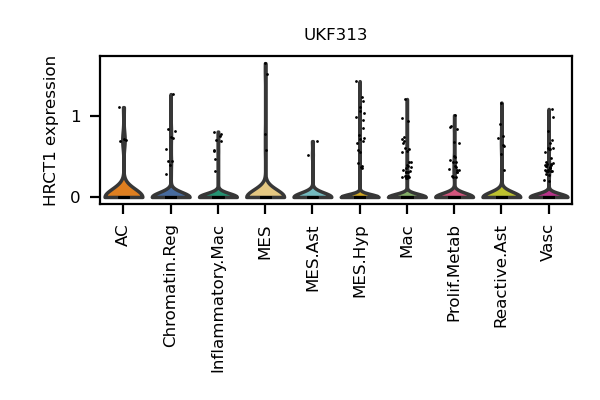 UKF313
HRCT1 expression
1
0
AC
Chromatin.Reg
Inflammatory.Mac
MES
MES.Ast
MES.Hyp
Mac
Prolif.Metab
Reactive.Ast
Vasc